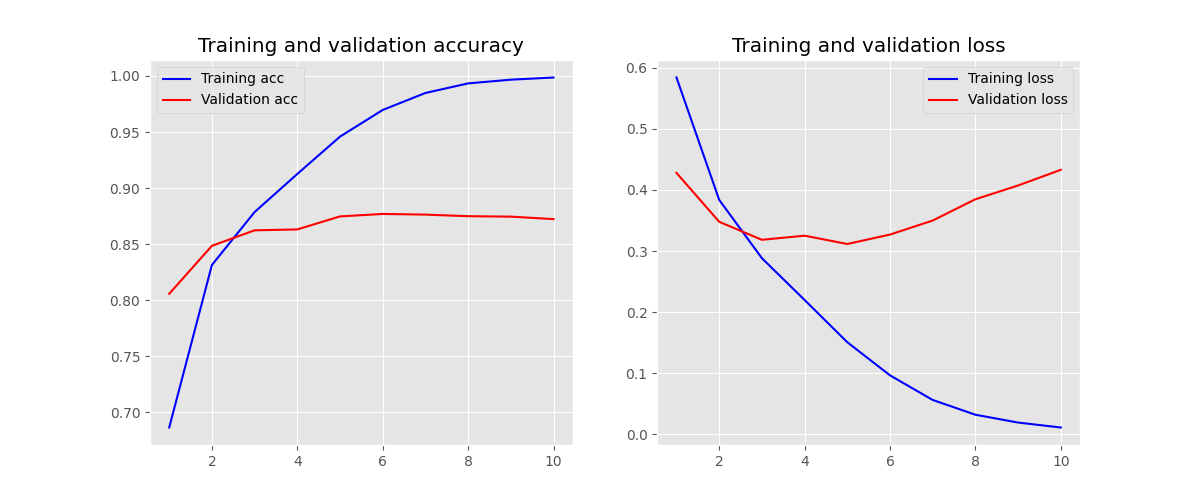 Training and validation accuracy
Training acc
Validation acc
1.00
0.95
0.90
0.85
0.80
0.75
0.70
2 4 6 8 10
Training and validation loss
Training loss
Validation loss
0.6
0.5
0.4
0.3
0.2
0.1
0.0
2 4 6 8 10